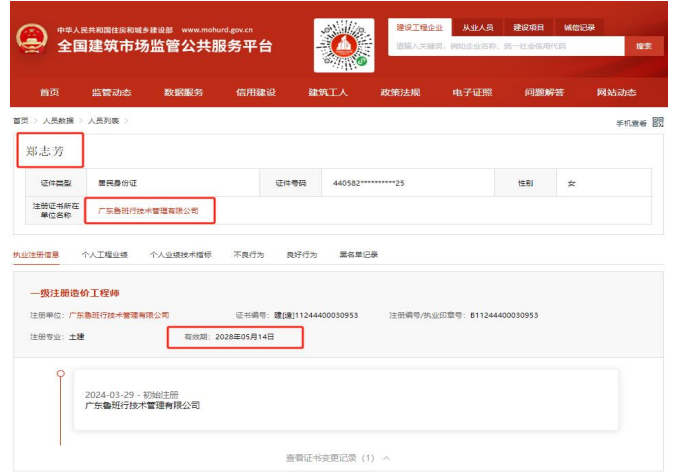 中华人民共和国住房和城乡建设部 www.mohurd.gov.cn
全国建筑市场监管公共服务平台
建设工程企业 从业人员 建设项目 诚信记录
请输入关键词，例如企业名称、统一社会信用代码 搜索
首页 监管动态 数据服务 信用建设 建筑工人 政策法规 电子证照 问题解答 网站动态
首页 > 人员数据 > 人员列表 >
手机查看
郑志芳
证件类型 居民身份证 证件号码 440582**********25 性别 女
注册证书所在
单位名称
广东鲁班行技术管理有限公司
执业注册信息 个人工程业绩 个人业绩技术指标 不良行为 良好行为 黑名单记录
一级注册造价工程师
注册单位：广东鲁班行技术管理有限公司 证书编号：建[造]11244400030953 注册编号/执业印章号：B11244400030953
注册专业：土建 有效期：2028年05月14日
2024-03-29 - 初始注册
广东鲁班行技术管理有限公司
查看证书变更记录（1）